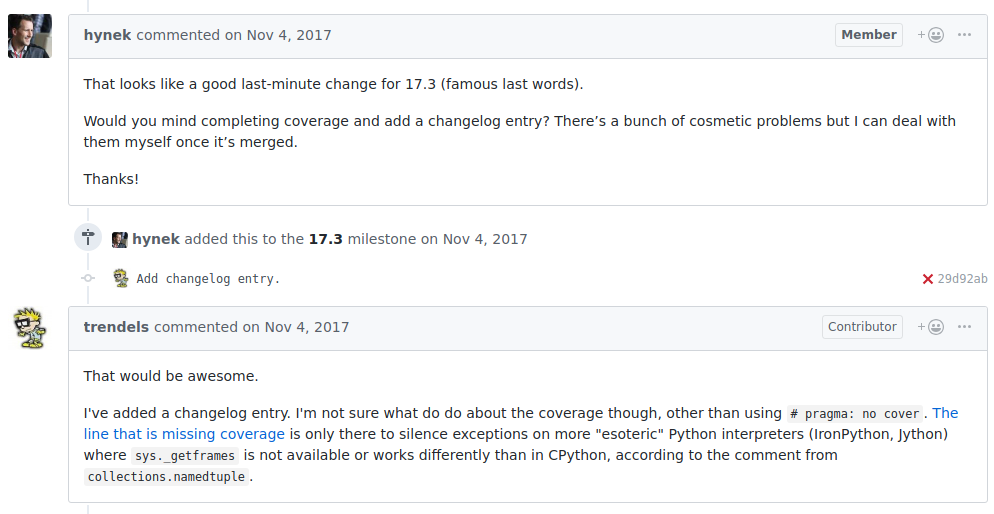 hynek commented on Nov 4, 2017 Member
That looks like a good last-minute change for 17.3 (famous last words).
Would you mind completing coverage and add a changelog entry? There’s a bunch of cosmetic problems but I can deal with
them myself once it’s merged.
Thanks!
hynek added this to the 17.3 milestone on Nov 4, 2017
Add changelog entry. 29d92ab
trendels commented on Nov 4, 2017 Contributor
That would be awesome.
I've added a changelog entry. I'm not sure what do do about the coverage though, other than using # pragma: no cover. The
line that is missing coverage is only there to silence exceptions on more "esoteric" Python interpreters (IronPython, Jython)
where sys._getframes is not available or works differently than in CPython, according to the comment from
collections.namedtuple.